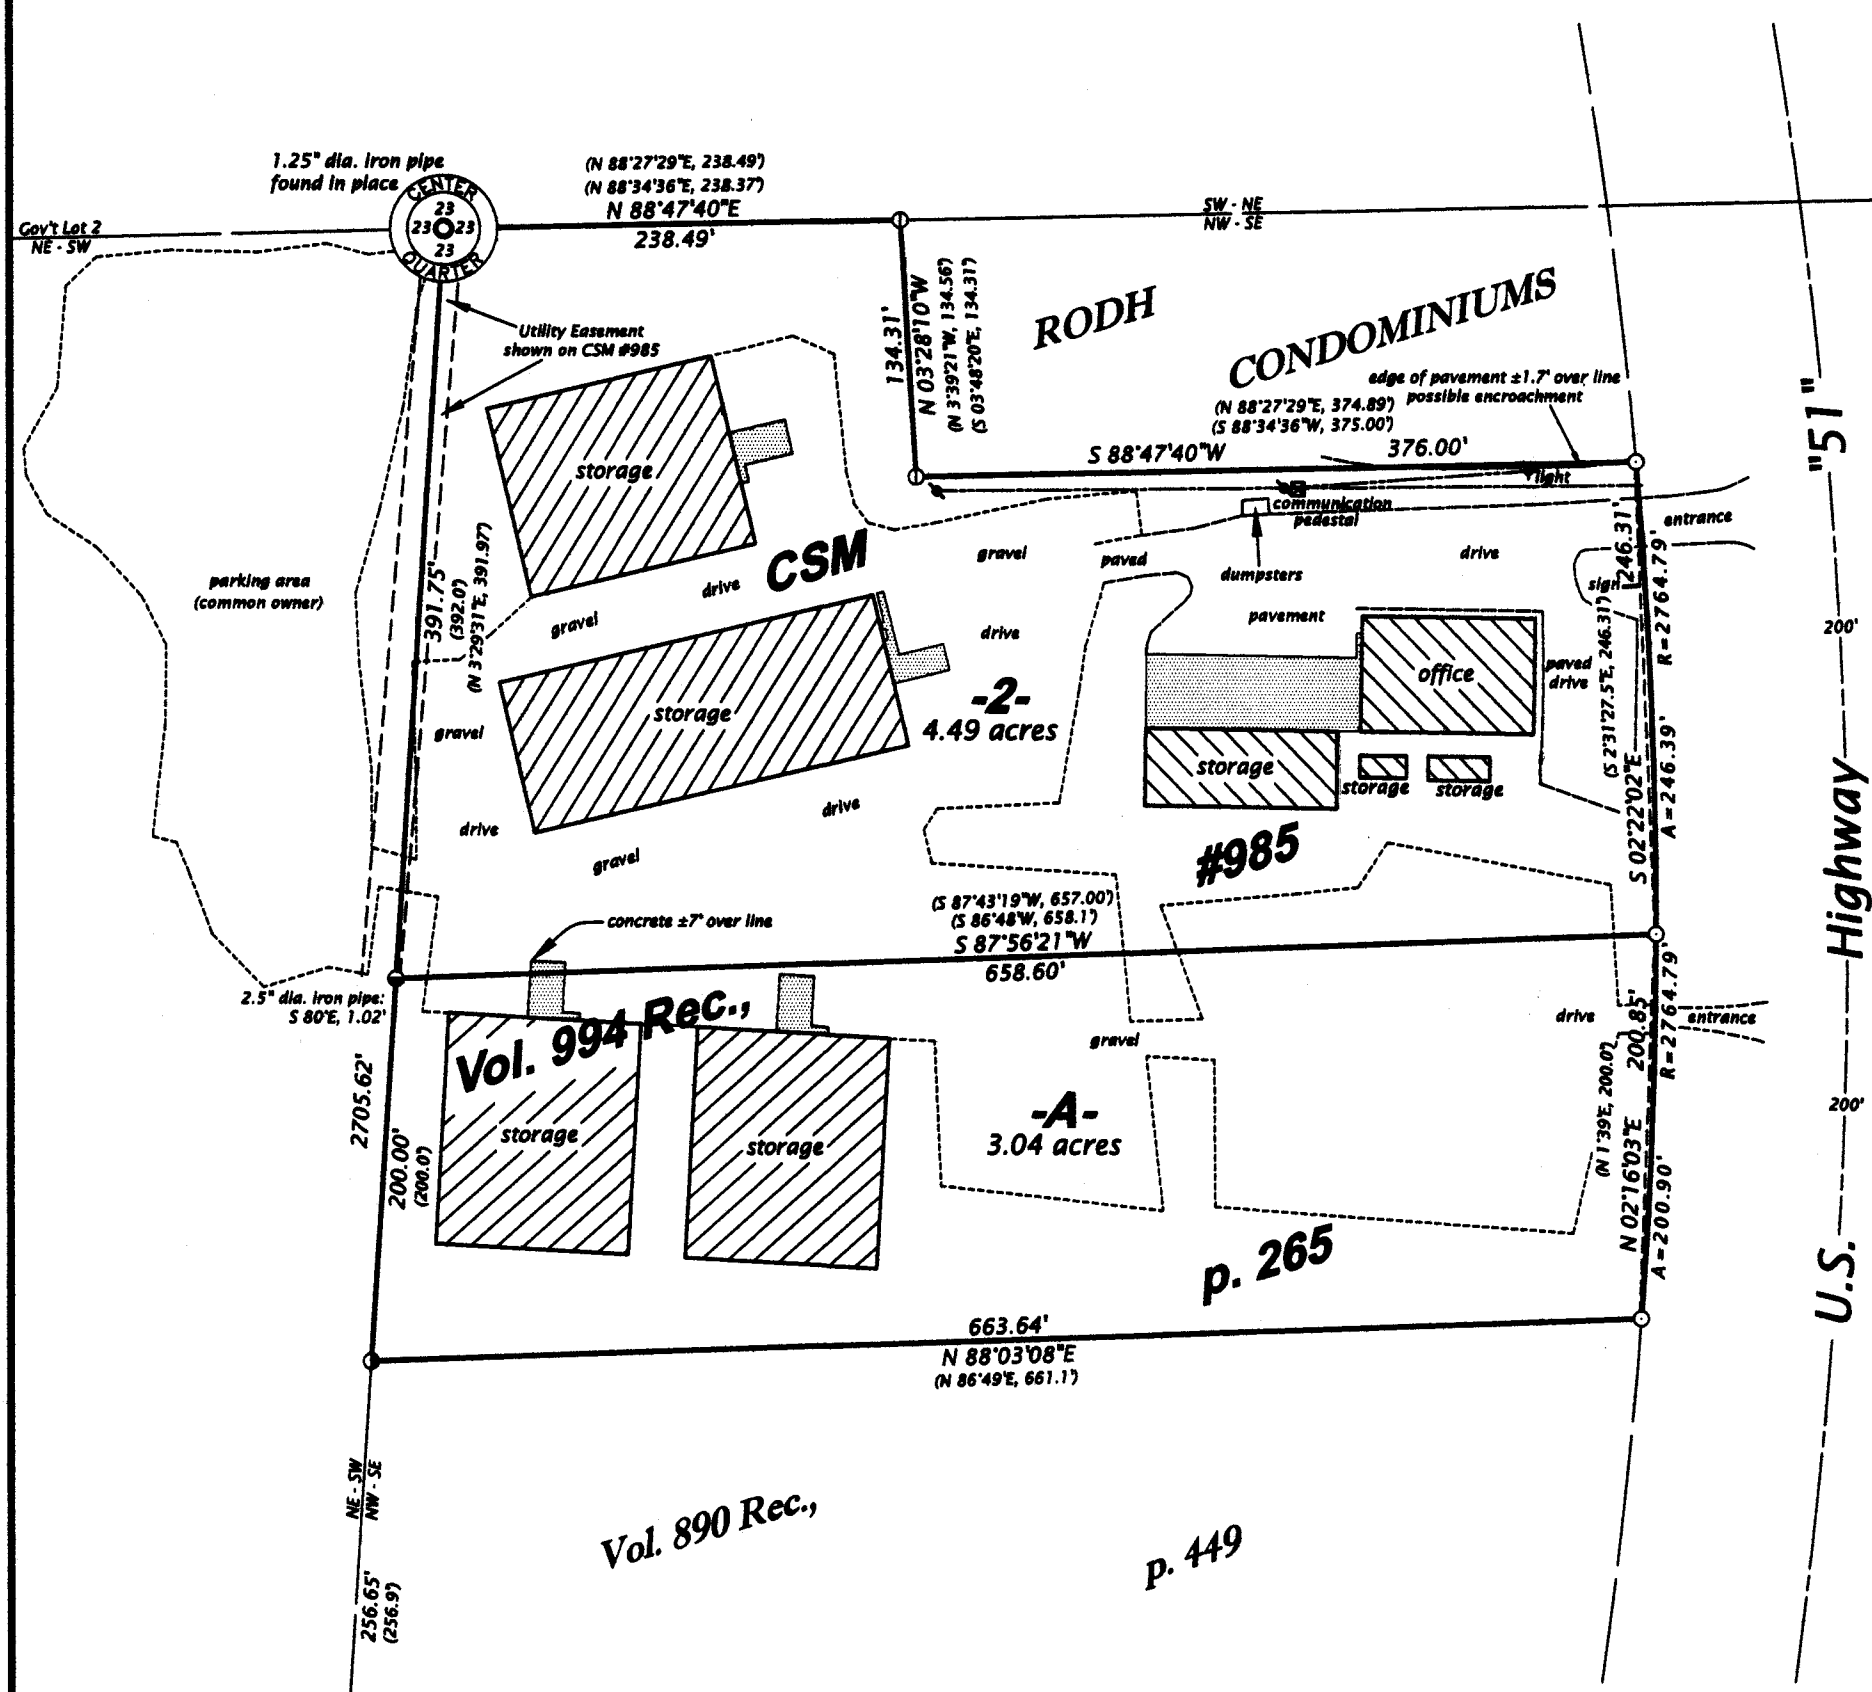 1.25" dia. iron pipe
found in place
(N 88°27'29"E, 238.49')
(N 88°34'36"E, 238.37')
N 88°47'40"E
238.49'
CENTER
23
23 23
23
QUARTER
Gov't Lot 2
NE - SW
SW - NE
NW - SE
Utility Easement
shown on CSM #985
134.31'
N 03°28'10"W
(N 3°39'21"W, 134.56')
(S 03°48'20"E, 134.31')
RODH
CONDOMINIUMS
edge of pavement ±1.7' over line
possible encroachment
(N 88°27'29"E, 374.89')
(S 88°34'36"W, 375.00')
S 88°47'40"W
376.00'
light
communication
pedestal
dumpsters
entrance
"51"
storage
CSM
gravel
paved
drive
drive
gravel
drive
pavement
sign
parking area
(common owner)
391.75'
(392.0')
(N 3°29'31"E, 391.97')
246.31'
R=2764.79'
(S 2°31'27.5"E, 246.31')
S 02°22'02"E
A=246.39'
200'
storage
-2-
4.49 acres
office
paved
drive
storage
storage
storage
gravel
drive
drive
gravel
#985
Highway
concrete ±7' over line
(S 87°43'19"W, 657.00')
(S 86°48'W, 658.1')
S 87°56'21"W
658.60'
2.5" dia. iron pipe:
S 80°E, 1.02'
Vol. 994 Rec.,
drive
entrance
gravel
200.85'
R=2764.79'
(N 1°39'E, 200.0')
N 02°16'03"E
A=200.90'
200'
2705.62'
200.00'
(200.0')
storage
storage
-A-
3.04 acres
p. 265
U.S.
663.64'
N 88°03'08"E
(N 86°49'E, 661.1')
NE - SW
NW - SE
Vol. 890 Rec.,
p. 449
256.65'
(256.9')